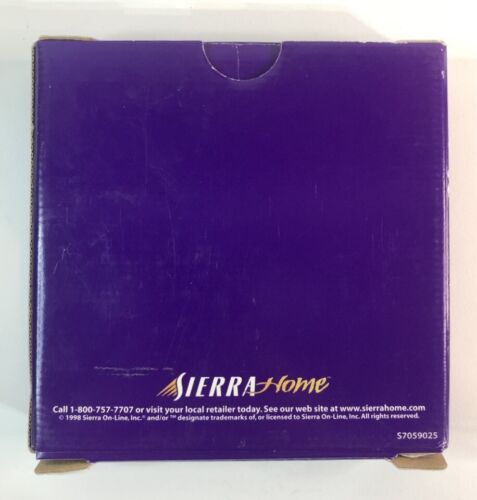 SIERRA Home™
Call 1-800-757-7707 or visit your local retailer today. See our web site at www.sierrahome.com
© 1998 Sierra On-Line, Inc.® and/or ™ designate trademarks of, or licensed to Sierra On-Line, Inc. All rights reserved.
S7059025